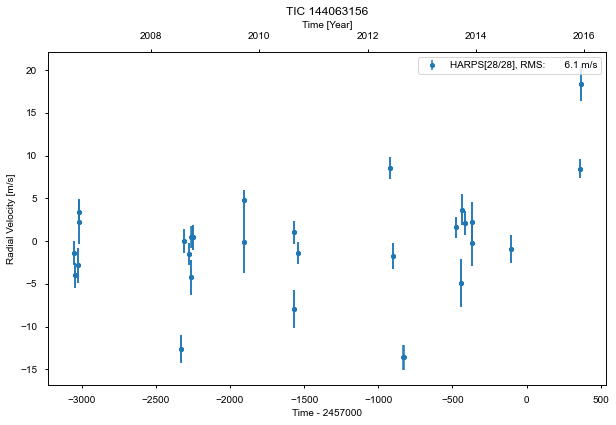 TIC 144063156
Time [Year]
2008 2010 2012 2014 2016
HARPS[28/28], RMS: 6.1 m/s
Radial Velocity [m/s]
20
15
10
5
0
−5
−10
−15
−3000 −2500 −2000 −1500 −1000 −500 0 500
Time - 2457000